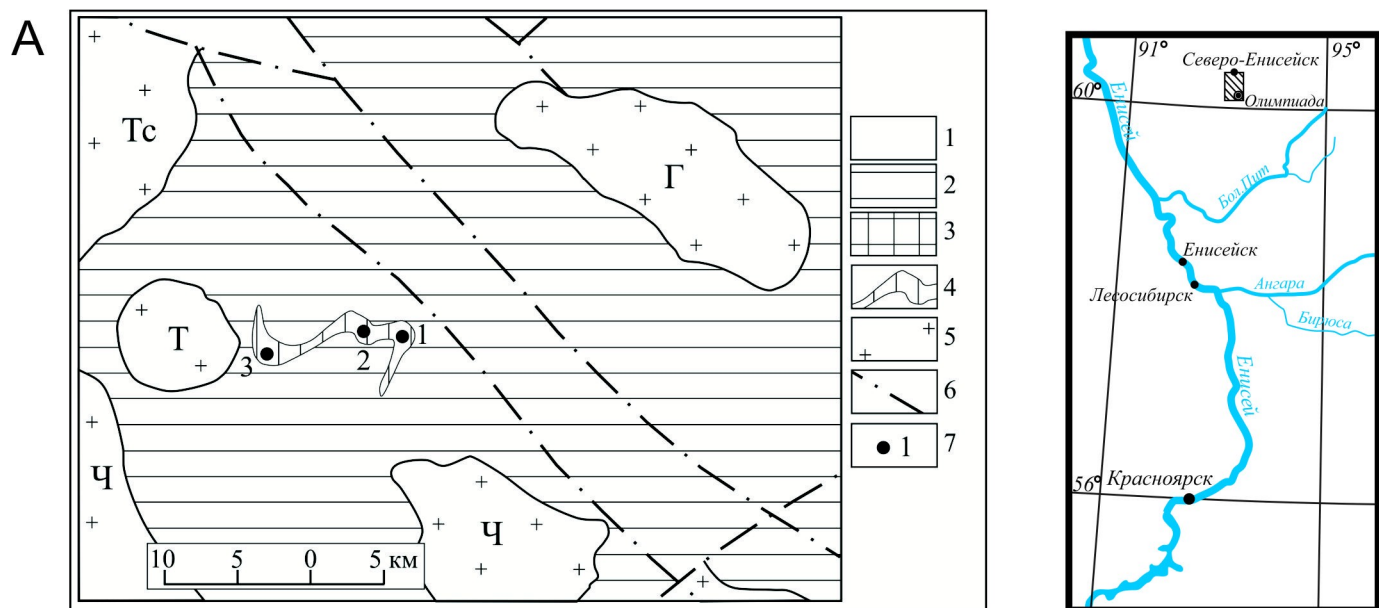 А
Тс
Г
Т
3
2
1
Ч
Ч
10 5 0 5 км
1
2
3
4
5
6
1 7
91°
95°
Северо-Енисейск
60°
Олимпиада
Енисей
Бол.Пит
Енисейск
Лесосибирск
Ангара
Бирюса
Енисей
Красноярск
56°